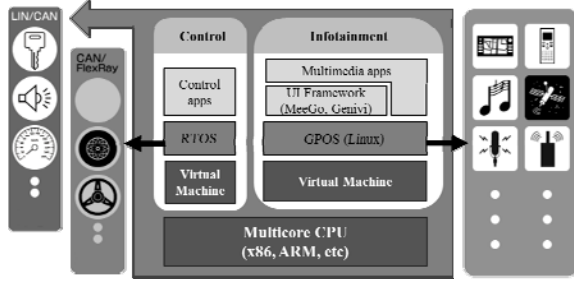 LIN/CAN
CAN/
FlexRay
Control
Infotainment
Control
apps
Multimedia apps
UI Framework
(MeeGo, Genivi)
RTOS
GPOS (Linux)
Virtual
Machine
Virtual Machine
Multicore CPU
(x86, ARM, etc)